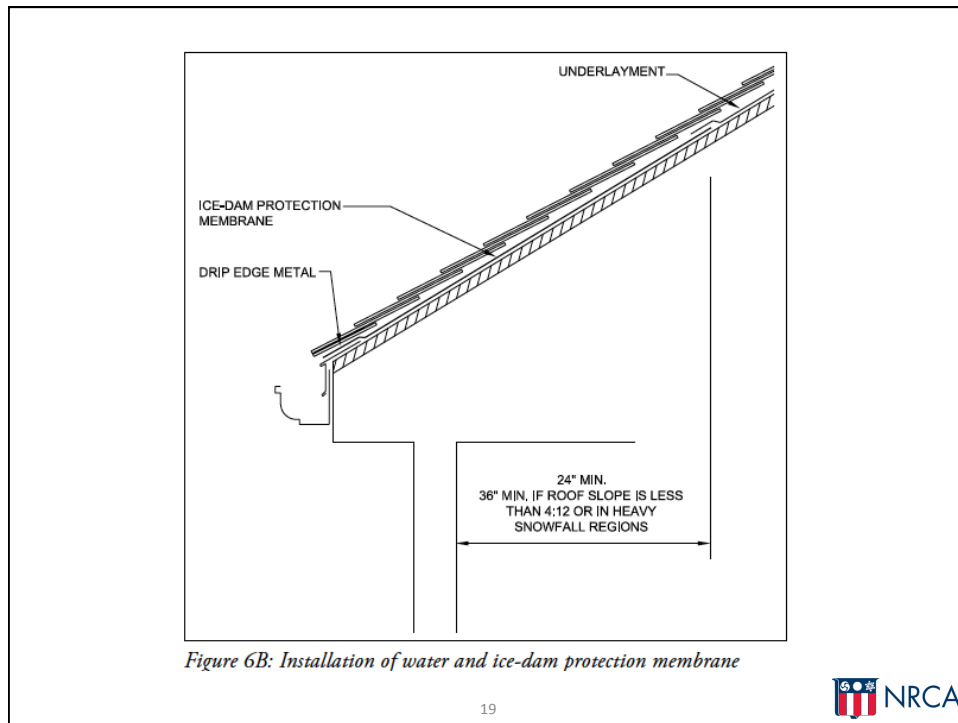 UNDERLAYMENT
ICE-DAM PROTECTION
MEMBRANE
DRIP EDGE METAL
24" MIN.
36" MIN. IF ROOF SLOPE IS LESS
THAN 4:12 OR IN HEAVY
SNOWFALL REGIONS
Figure 6B: Installation of water and ice-dam protection membrane
19
NRCA